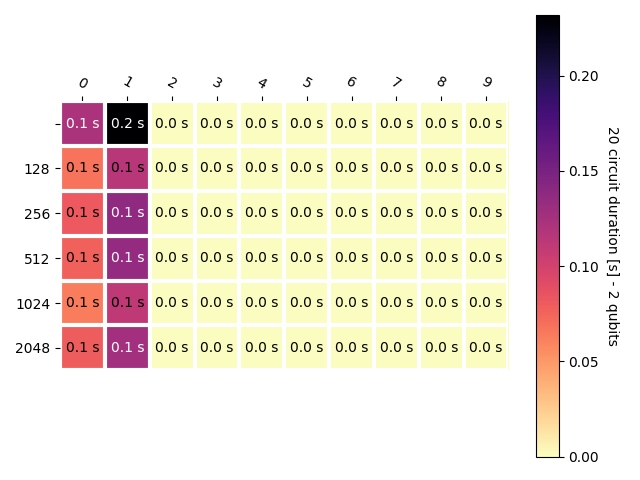 0 1 2 3 4 5 6 7 8 9
0.1 s 0.2 s 0.0 s 0.0 s 0.0 s 0.0 s 0.0 s 0.0 s 0.0 s 0.0 s
128 0.1 s 0.1 s 0.0 s 0.0 s 0.0 s 0.0 s 0.0 s 0.0 s 0.0 s 0.0 s
256 0.1 s 0.1 s 0.0 s 0.0 s 0.0 s 0.0 s 0.0 s 0.0 s 0.0 s 0.0 s
512 0.1 s 0.1 s 0.0 s 0.0 s 0.0 s 0.0 s 0.0 s 0.0 s 0.0 s 0.0 s
1024 0.1 s 0.1 s 0.0 s 0.0 s 0.0 s 0.0 s 0.0 s 0.0 s 0.0 s 0.0 s
2048 0.1 s 0.1 s 0.0 s 0.0 s 0.0 s 0.0 s 0.0 s 0.0 s 0.0 s 0.0 s
0.20
0.15
0.10
0.05
0.00
20 circuit duration [s] - 2 qubits